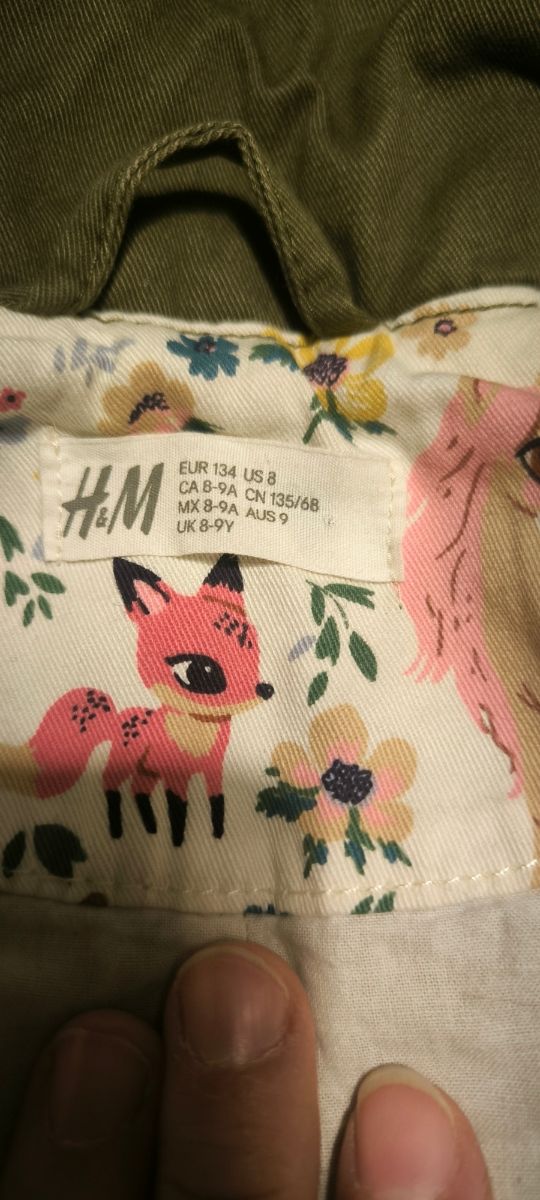 H&M
EUR 134 US 8
CA 8-9A CN 135/68
MX 8-9A AUS 9
UK 8-9Y